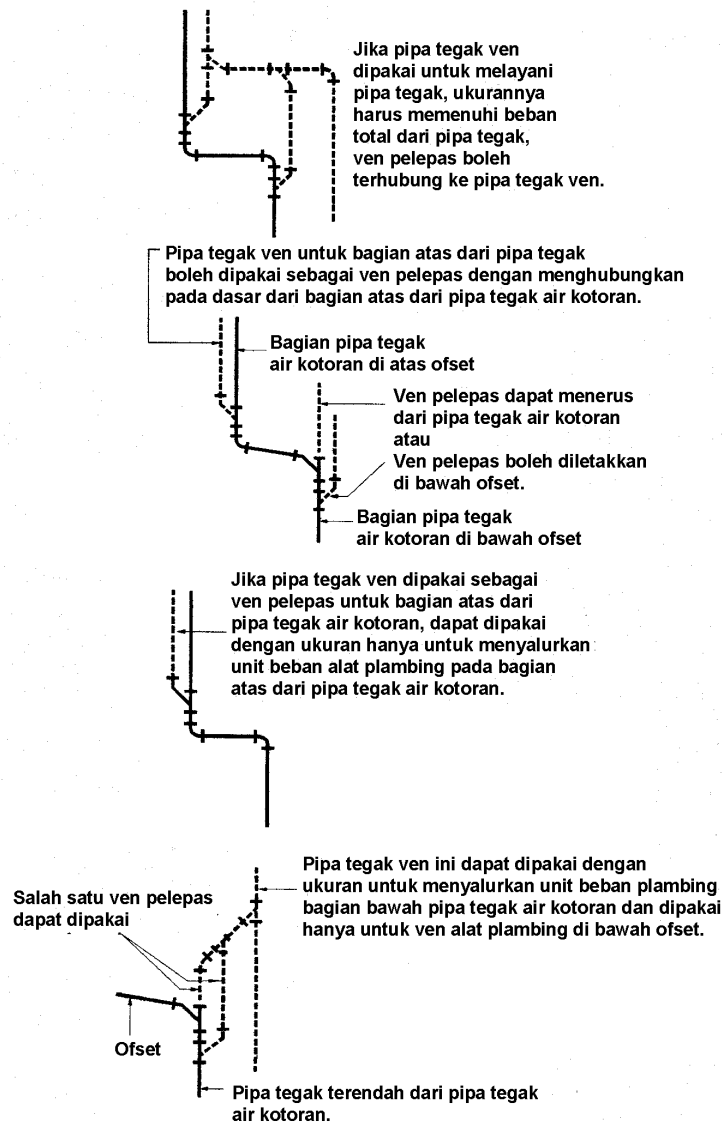 Jika pipa tegak ven
dipakai untuk melayani
pipa tegak, ukurannya
harus memenuhi beban
total dari pipa tegak,
ven pelepas boleh
terhubung ke pipa tegak ven.
Pipa tegak ven untuk bagian atas dari pipa tegak
boleh dipakai sebagai ven pelepas dengan menghubungkan
pada dasar dari bagian atas dari pipa tegak air kotoran.
Bagian pipa tegak
air kotoran di atas ofset
Ven pelepas dapat menerus
dari pipa tegak air kotoran
atau
Ven pelepas boleh diletakkan
di bawah ofset.
Bagian pipa tegak
air kotoran di bawah ofset
Jika pipa tegak ven dipakai sebagai
ven pelepas untuk bagian atas dari
pipa tegak air kotoran, dapat dipakai
dengan ukuran hanya untuk menyalurkan
unit beban alat plambing pada bagian
atas dari pipa tegak air kotoran.
Pipa tegak ven ini dapat dipakai dengan
ukuran untuk menyalurkan unit beban plambing
bagian bawah pipa tegak air kotoran dan dipakai
hanya untuk ven alat plambing di bawah ofset.
Salah satu ven pelepas
dapat dipakai
Ofset
Pipa tegak terendah dari pipa tegak
air kotoran.